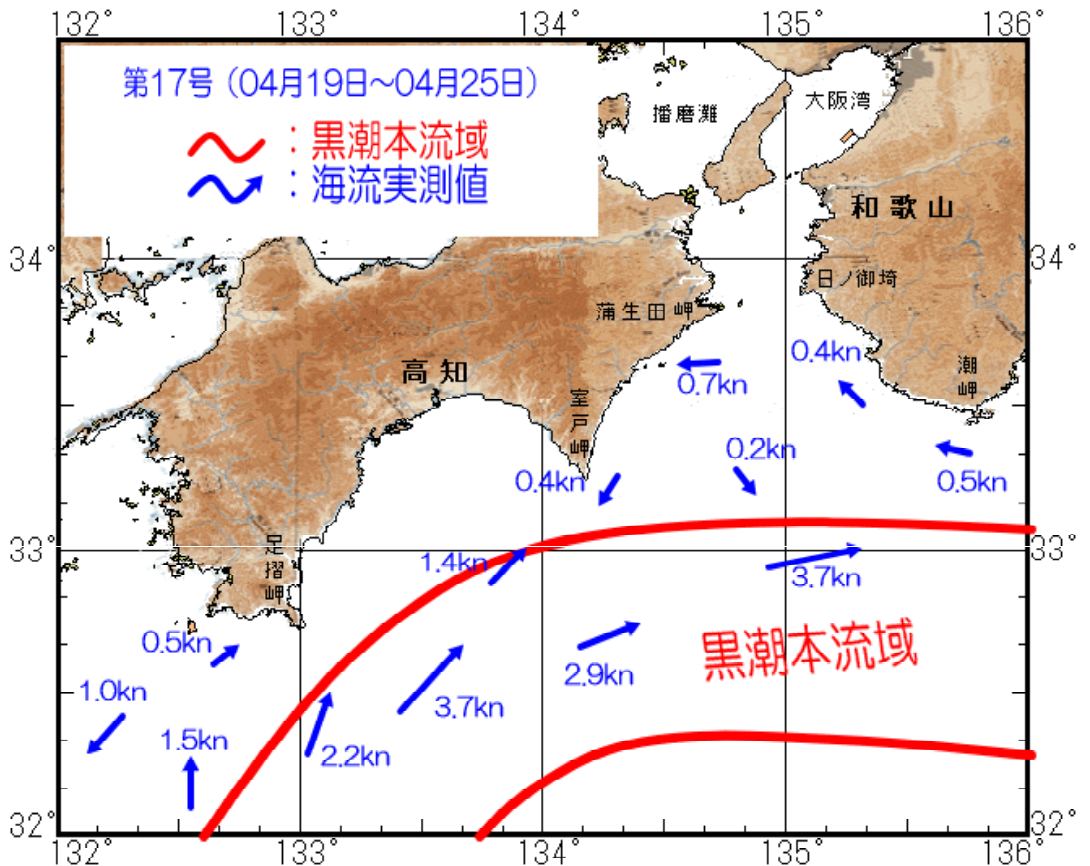 132° 133° 134° 135° 136°
第17号（04月19日～04月25日）
：黒潮本流域
：海流実測値
播磨灘
大阪湾
和歌山
34° 34°
日ノ御埼
蒲生田岬
高知
室戸岬
潮岬
0.4kn
0.7kn
0.2kn
0.4kn
0.5kn
33° 33°
足摺岬
1.4kn
3.7kn
黒潮本流域
0.5kn
2.9kn
1.0kn
3.7kn
1.5kn
2.2kn
32° 32°
132° 133° 134° 135° 136°